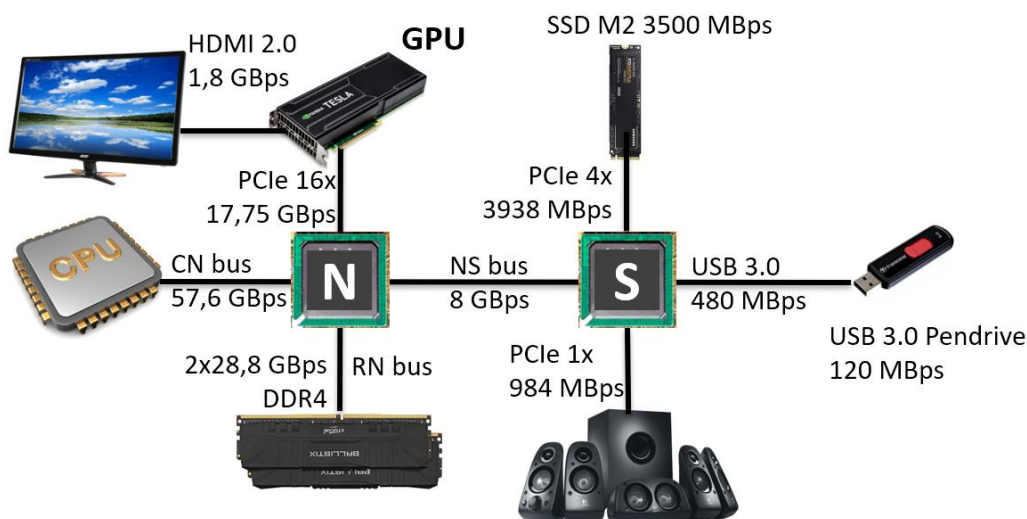 HDMI 2.0
1,8 GBps
GPU
SSD M2 3500 MBps
TESLA
PCIe 16x
17,75 GBps
PCIe 4x
3938 MBps
CPU
CN bus
57,6 GBps
N
NS bus
8 GBps
S
USB 3.0
480 MBps
USB 3.0 Pendrive
120 MBps
2x28,8 GBps
DDR4
RN bus
PCIe 1x
984 MBps
BALLISTIX
BALLISTIX